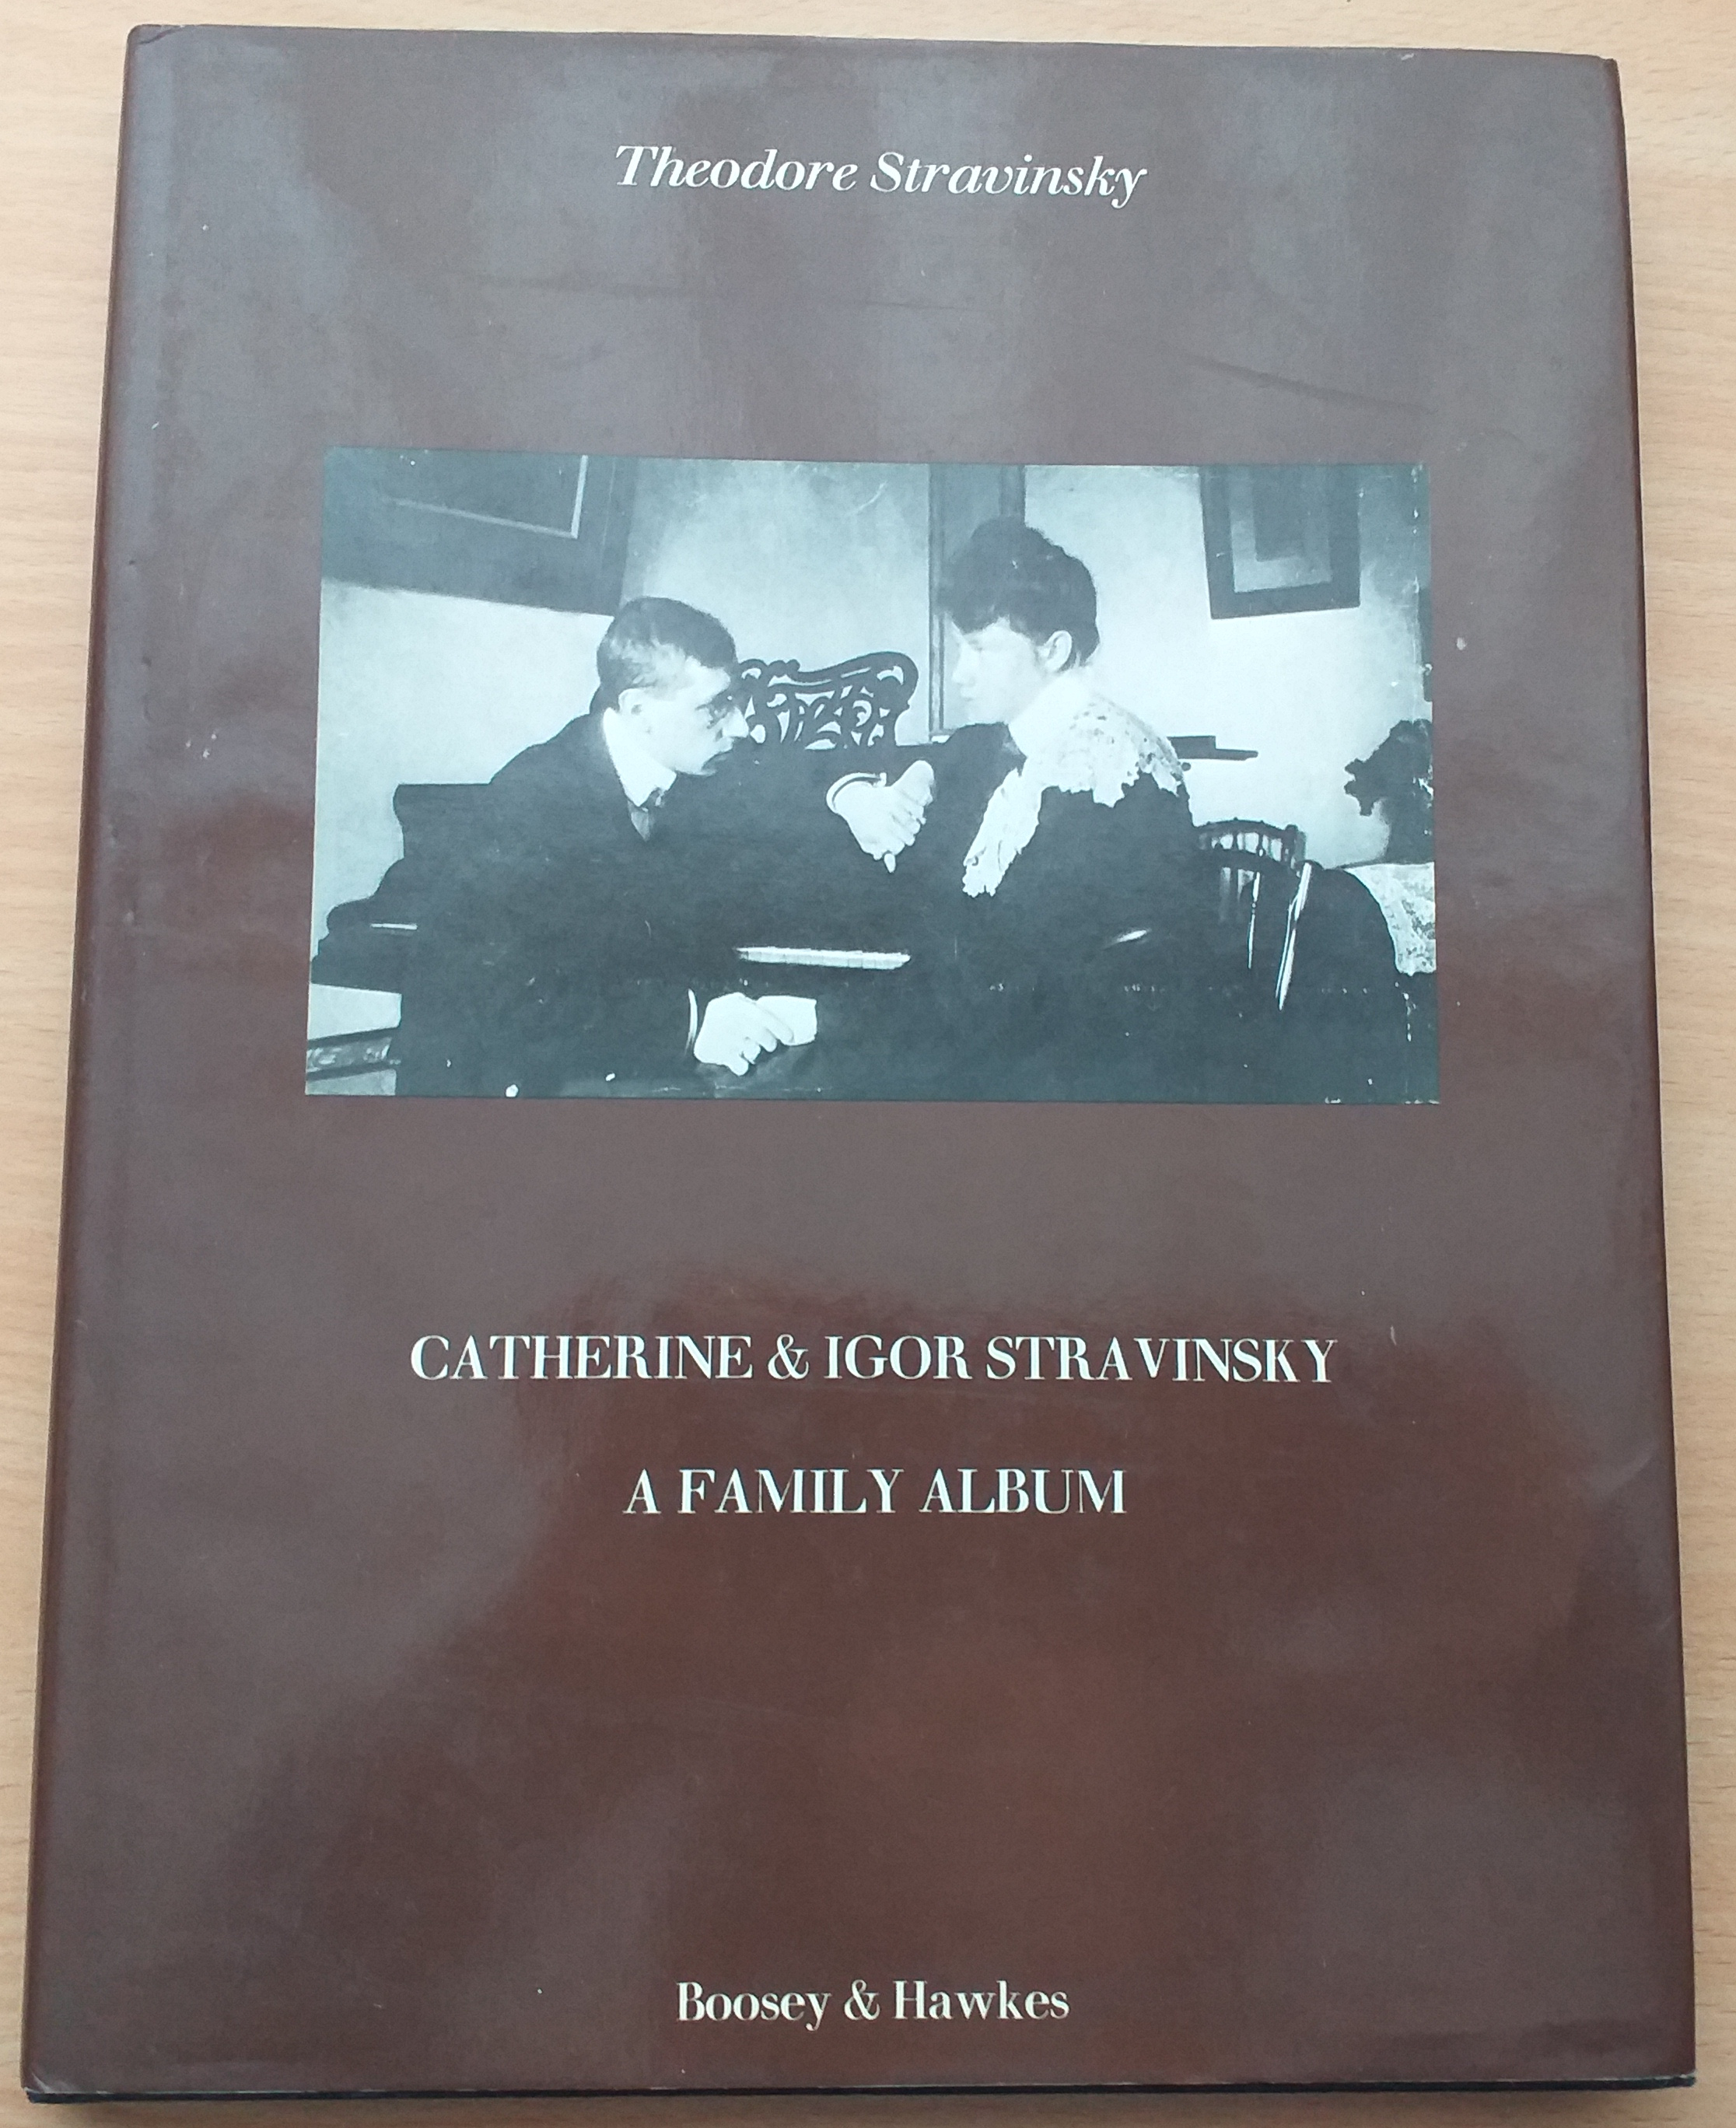 Theodore Stravinsky
CATHERINE & IGOR STRAVINSKY
A FAMILY ALBUM
Boosey & Hawkes